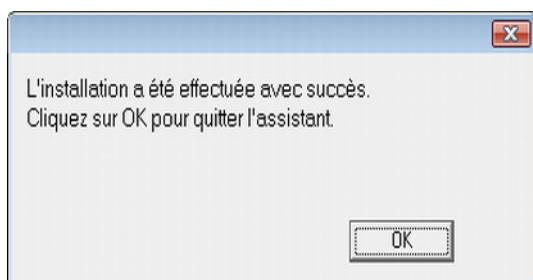 L'installation a été effectuée avec succès.
Cliquez sur OK pour quitter l'assistant.
OK